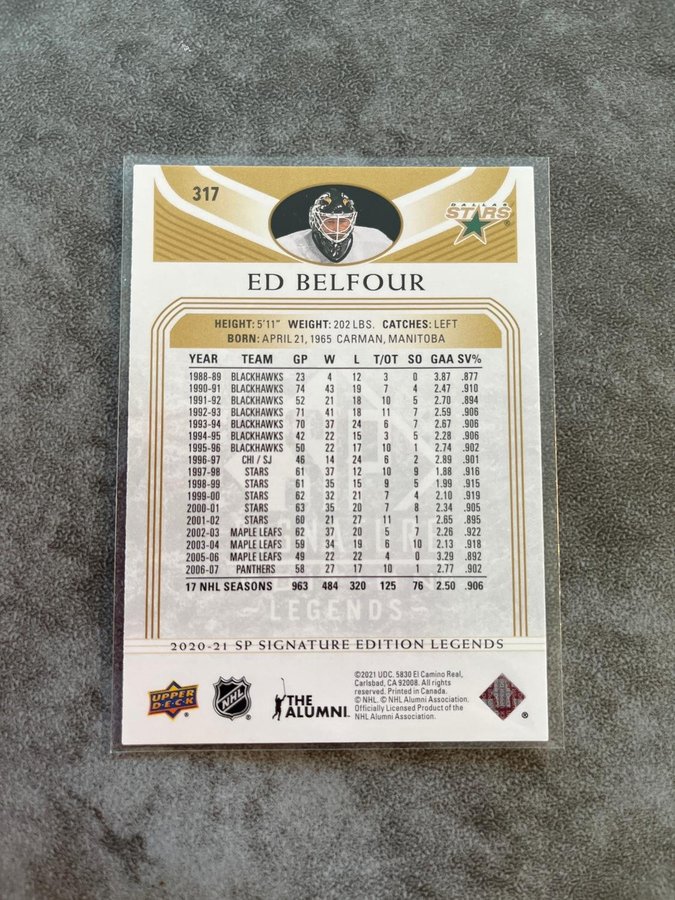 317
DALLAS
STARS ®
ED BELFOUR
HEIGHT: 5'11" WEIGHT: 202 LBS. CATCHES: LEFT
BORN: APRIL 21, 1965 CARMAN, MANITOBA
YEAR TEAM GP W L T/OT SO GAA SV%
1988-89 BLACKHAWKS 23 4 12 3 0 3.87 .877
1990-91 BLACKHAWKS 74 43 19 7 4 2.47 .910
1991-92 BLACKHAWKS 52 21 18 10 5 2.70 .894
1992-93 BLACKHAWKS 71 41 18 11 7 2.59 .906
1993-94 BLACKHAWKS 70 37 24 6 7 2.67 .906
1994-95 BLACKHAWKS 42 22 15 3 5 2.28 .906
1995-96 BLACKHAWKS 50 22 17 10 1 2.74 .902
1996-97 CHI / SJ 46 14 24 6 2 2.89 .901
1997-98 STARS 61 37 12 10 9 1.88 .916
1998-99 STARS 61 35 15 9 5 1.99 .915
1999-00 STARS 62 32 21 7 4 2.10 .919
2000-01 STARS 63 35 20 7 8 2.34 .905
2001-02 STARS 60 21 27 11 1 2.65 .895
2002-03 MAPLE LEAFS 62 37 20 5 7 2.26 .922
2003-04 MAPLE LEAFS 59 34 19 6 10 2.13 .918
2005-06 MAPLE LEAFS 49 22 22 4 0 3.29 .892
2006-07 PANTHERS 58 27 17 10 1 2.77 .902
17 NHL SEASONS 963 484 320 125 76 2.50 .906
SIGNATURE
LEGENDS
2020-21 SP SIGNATURE EDITION LEGENDS
UPPER
DECK
NHL
THE
ALUMNI
©2021 UDC. 5830 El Camino Real,
Carlsbad, CA 92008. All rights
reserved. Printed in Canada.
© NHL. © NHL Alumni Association.
Officially Licensed Product of the
NHL Alumni Association.
®